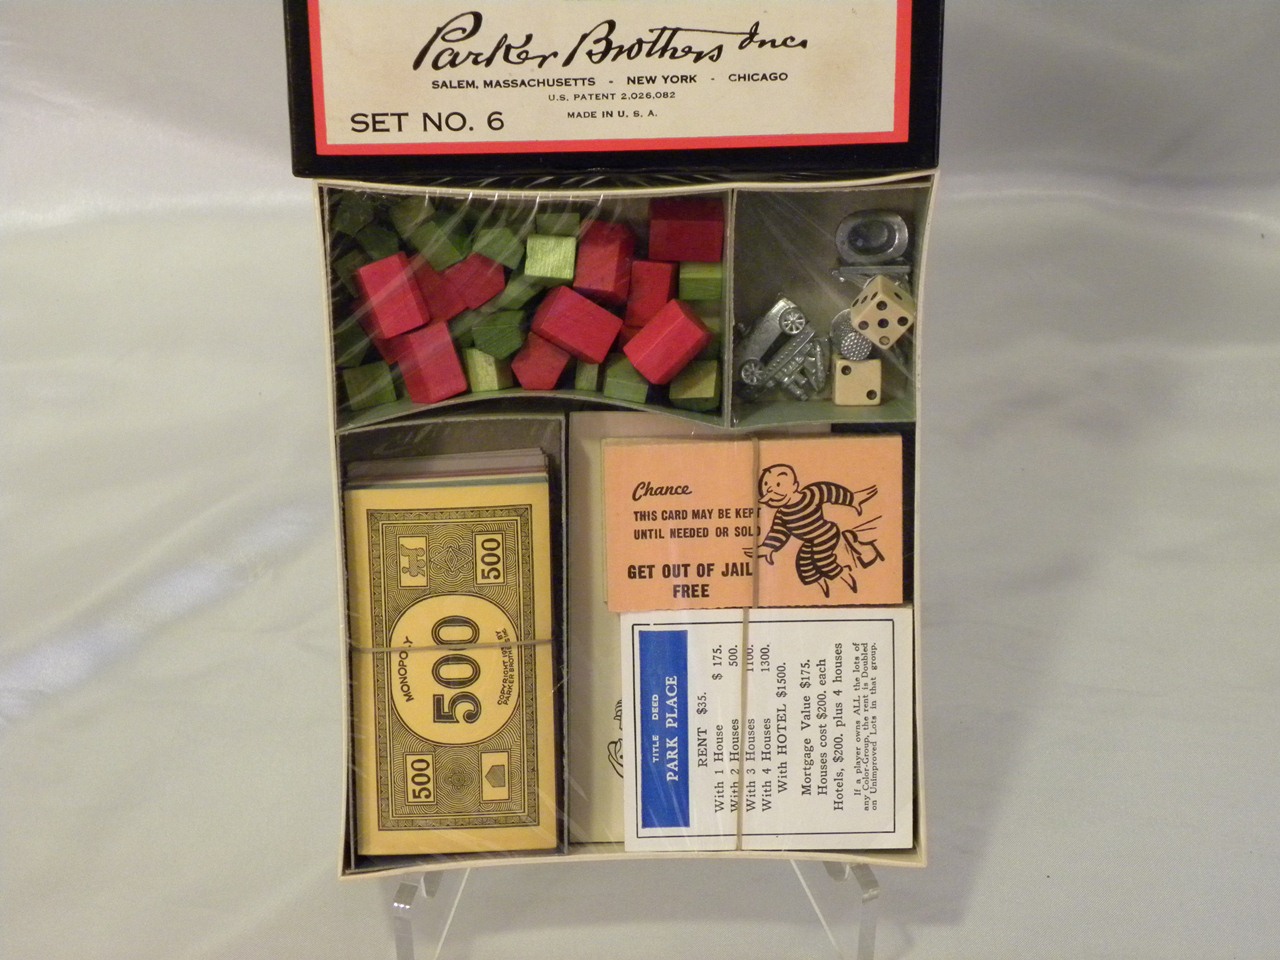 Parker Brothers Inc.
SALEM, MASSACHUSETTS - NEW YORK - CHICAGO
U.S. PATENT 2,026,082
SET NO. 6
MADE IN U. S. A.
Chance
THIS CARD MAY BE KEPT
UNTIL NEEDED OR SOLD
GET OUT OF JAIL
FREE
500
MONOPOLY
500
COPYRIGHT BY
PARKER BROTHERS INC.
500
TITLE DEED
PARK PLACE
RENT $35.
With 1 House $ 175.
With 2 Houses 500.
With 3 Houses 1100.
With 4 Houses 1300.
With HOTEL $1500.
Mortgage Value $175.
Houses cost $200. each
Hotels, $200. plus 4 houses
If a player owns ALL the lots of
any Color-Group, the rent is Doubled
on Unimproved Lots in that group.